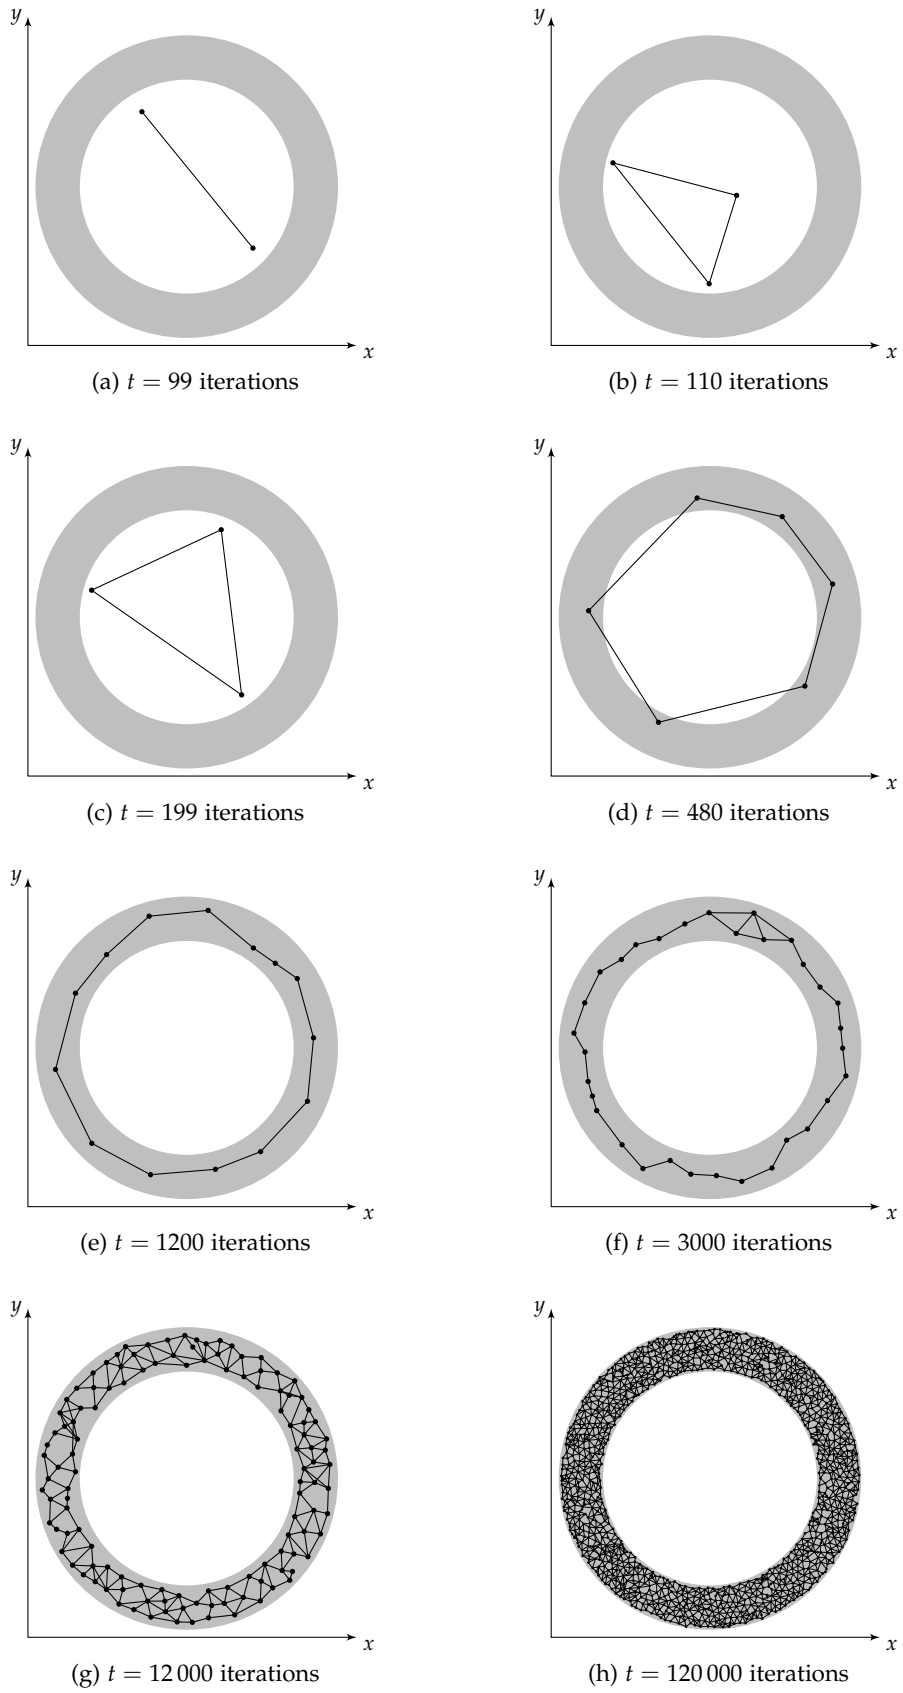 y
y
x
x
(a) t = 99 iterations
(b) t = 110 iterations
y
y
x
x
(c) t = 199 iterations
(d) t = 480 iterations
y
y
x
x
(e) t = 1200 iterations
(f) t = 3000 iterations
y
y
x
x
(g) t = 12 000 iterations
(h) t = 120 000 iterations